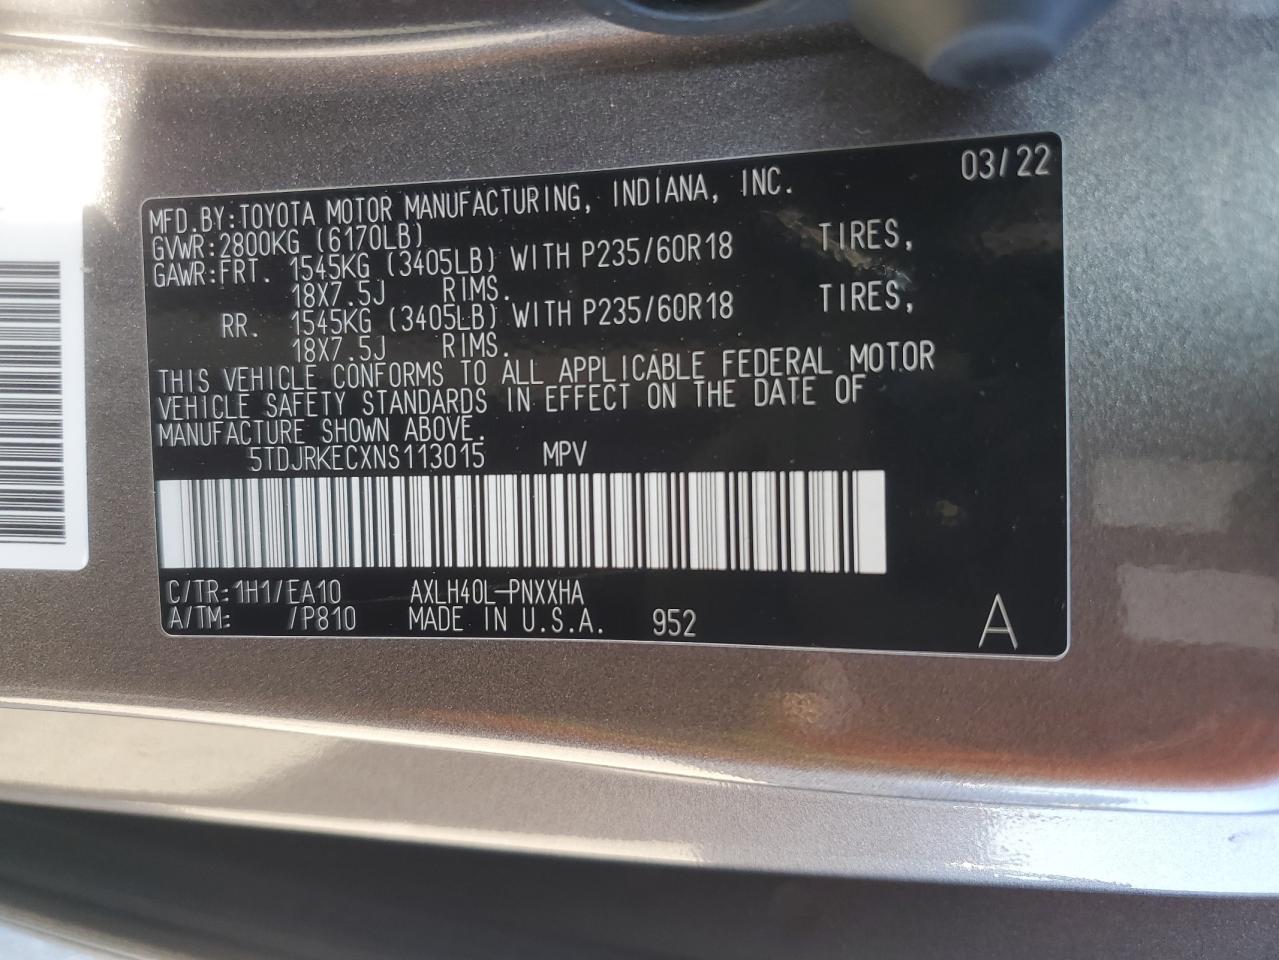 03/22
MFD.BY:TOYOTA MOTOR MANUFACTURING, INDIANA, INC.
GVWR:2800KG (6170LB)
GAWR:FRT. 1545KG (3405LB) WITH P235/60R18 TIRES,
18X7.5J RIMS.
RR. 1545KG (3405LB) WITH P235/60R18 TIRES,
18X7.5J RIMS.
THIS VEHICLE CONFORMS TO ALL APPLICABLE FEDERAL MOTOR
VEHICLE SAFETY STANDARDS IN EFFECT ON THE DATE OF
MANUFACTURE SHOWN ABOVE.
5TDJRKECXNS113015 MPV
C/TR:1H1/EA10 AXLH40L-PNXXHA
A/TM: /P810 MADE IN U.S.A. 952 A